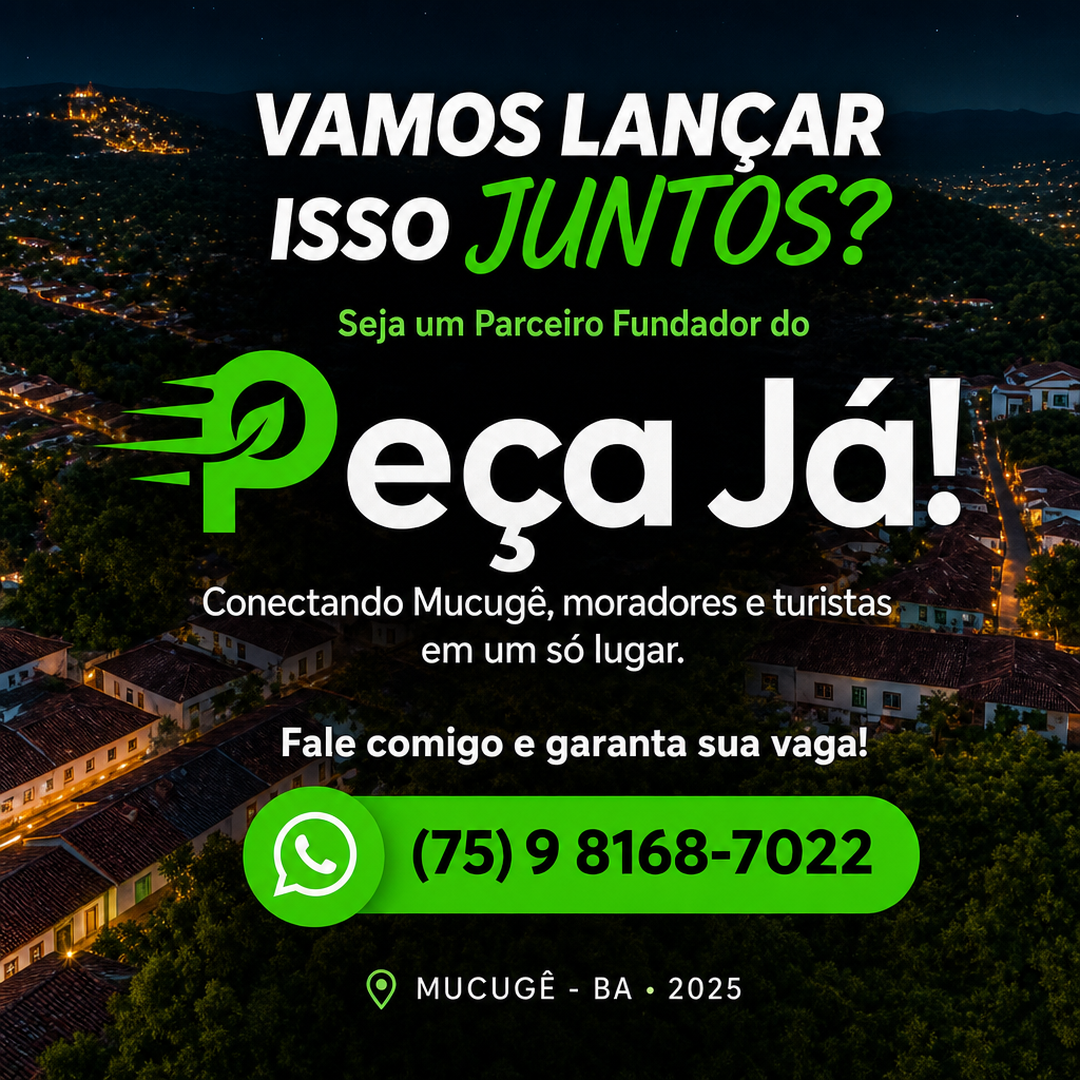 VAMOS LANÇAR
ISSO JUNTOS?
Seja um Parceiro Fundador do
Peça Já!
Conectando Mucugê, moradores e turistas
em um só lugar.
Fale comigo e garanta sua vaga!
(75) 9 8168-7022
MUCUGÊ - BA • 2025